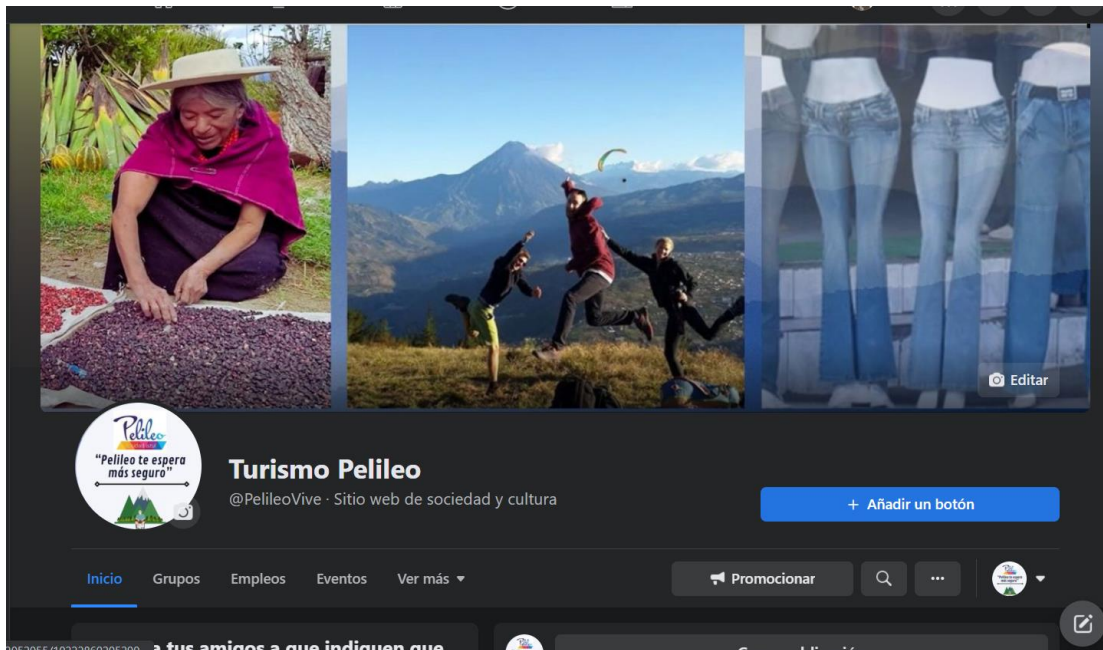 Editar
Pelileo
"Pelileo te espera
más seguro"
Turismo Pelileo
@PelileoVive · Sitio web de sociedad y cultura
+ Añadir un botón
Inicio
Grupos
Empleos
Eventos
Ver más
Promocionar
a tus amigos a que indiquen que